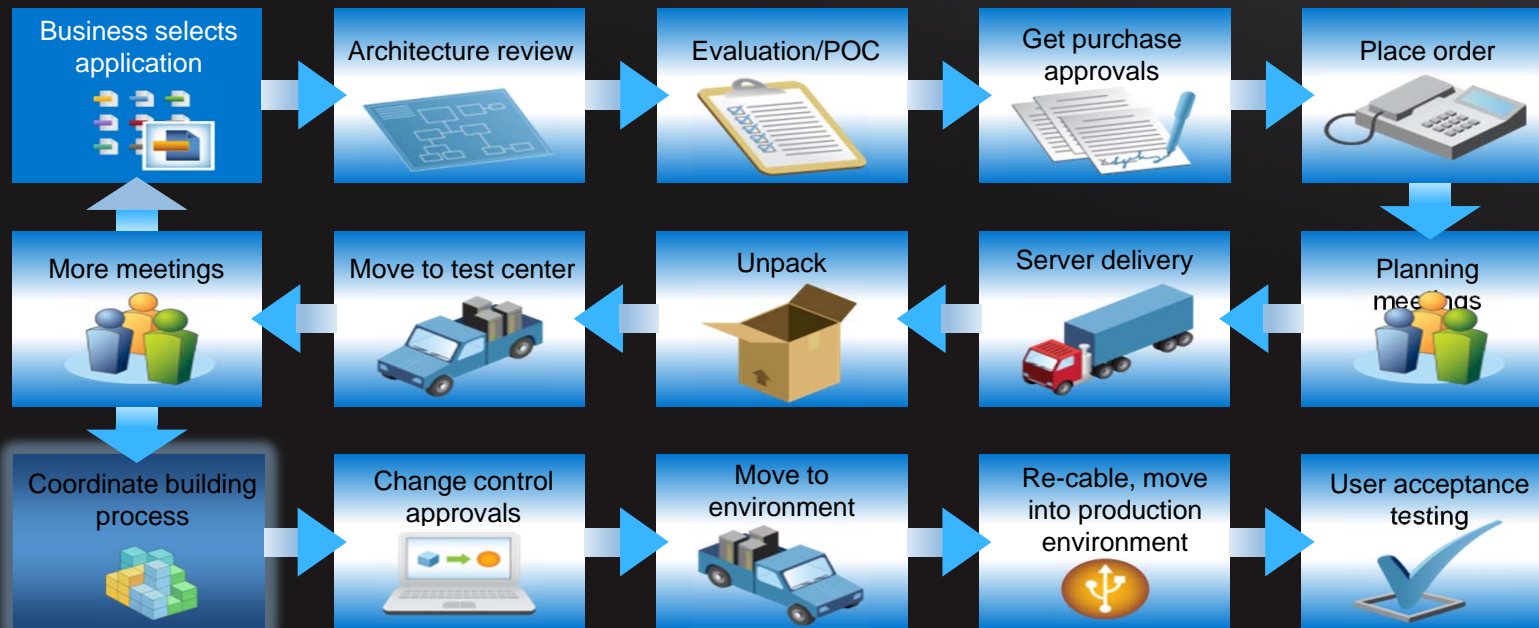 Business selects
application
Architecture review
Evaluation/POC
Get purchase
approvals
Place order
More meetings
Move to test center
Unpack
Server delivery
Planning
meetings
Coordinate building
process
Change control
approvals
Move to
environment
Re-cable, move
into production
environment
User acceptance
testing